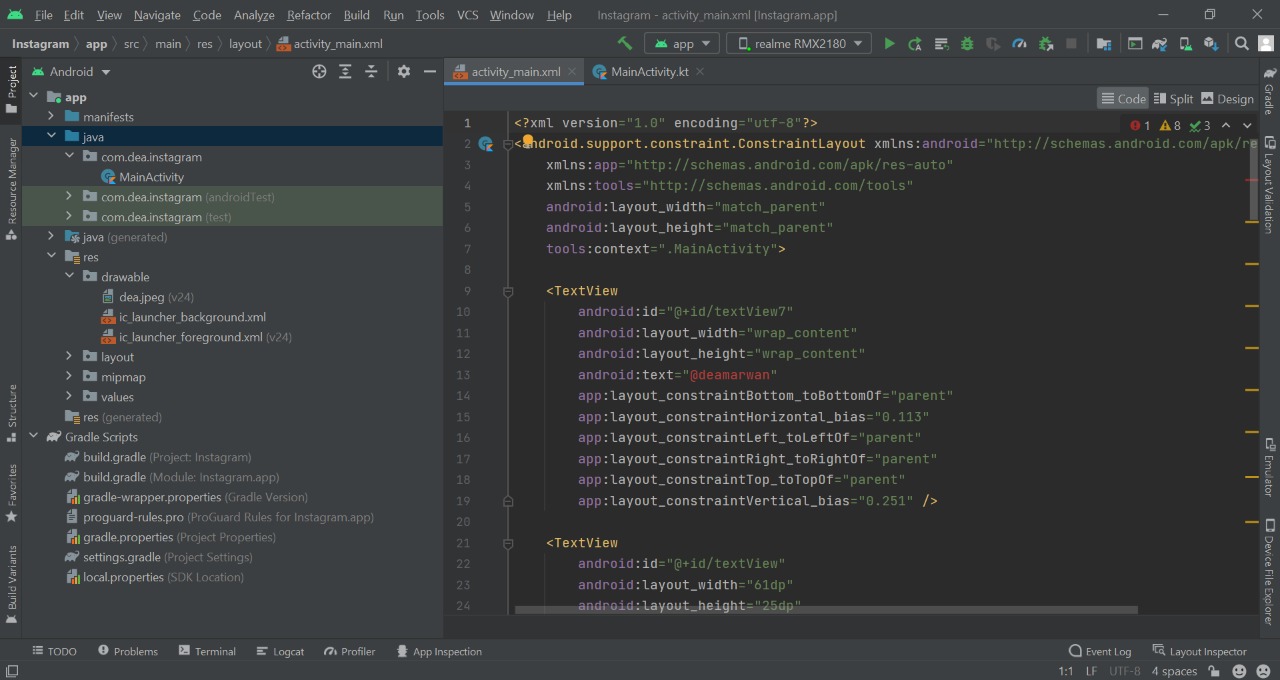 File Edit View Navigate Code Analyze Refactor Build Run Tools VCS Window Help Instagram - activity_main.xml [Instagram.app]
Instagram app src main res layout activity_main.xml app realme RMX2180
Project
Resource Manager
Structure
Favorites
Build Variants
Android
app
manifests
java
com.dea.instagram
MainActivity
com.dea.instagram (androidTest)
com.dea.instagram (test)
java (generated)
res
drawable
dea.jpeg (v24)
ic_launcher_background.xml
ic_launcher_foreground.xml (v24)
layout
mipmap
values
res (generated)
Gradle Scripts
build.gradle (Project: Instagram)
build.gradle (Module: Instagram.app)
gradle-wrapper.properties (Gradle Version)
proguard-rules.pro (ProGuard Rules for Instagram.app)
gradle.properties (Project Properties)
settings.gradle (Project Settings)
local.properties (SDK Location)
activity_main.xml MainActivity.kt
Code Split Design
1 8 3
1 <?xml version="1.0" encoding="utf-8"?>
2 <android.support.constraint.ConstraintLayout xmlns:android="http://schemas.android.com/apk/re
3 xmlns:app="http://schemas.android.com/apk/res-auto"
4 xmlns:tools="http://schemas.android.com/tools"
5 android:layout_width="match_parent"
6 android:layout_height="match_parent"
7 tools:context=".MainActivity">
8
9 <TextView
10 android:id="@+id/textView7"
11 android:layout_width="wrap_content"
12 android:layout_height="wrap_content"
13 android:text="@deamarwan"
14 app:layout_constraintBottom_toBottomOf="parent"
15 app:layout_constraintHorizontal_bias="0.113"
16 app:layout_constraintLeft_toLeftOf="parent"
17 app:layout_constraintRight_toRightOf="parent"
18 app:layout_constraintTop_toTopOf="parent"
19 app:layout_constraintVertical_bias="0.251" />
20
21 <TextView
22 android:id="@+id/textView"
23 android:layout_width="61dp"
24 android:layout_height="25dp"
Gradle
Layout Validation
Emulator
Device File Explorer
TODO Problems Terminal Logcat Profiler App Inspection Event Log Layout Inspector
1:1 LF UTF-8 4 spaces